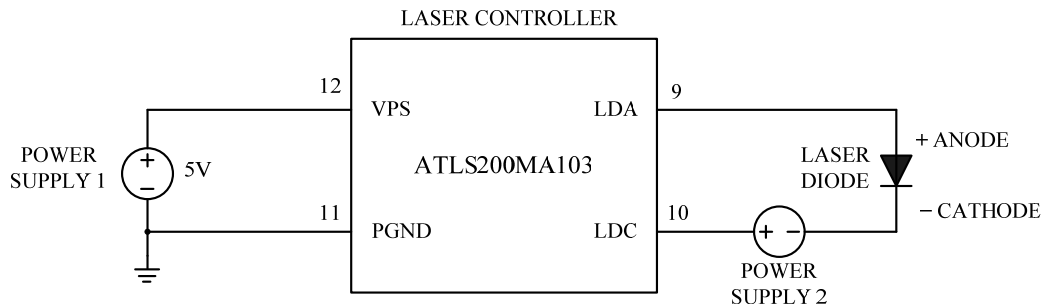 LASER CONTROLLER
12
VPS
LDA
9
POWER
SUPPLY 1
+
−
5V
ATLS200MA103
LASER
DIODE
+ ANODE
− CATHODE
11
PGND
LDC
10
+ −
POWER
SUPPLY 2